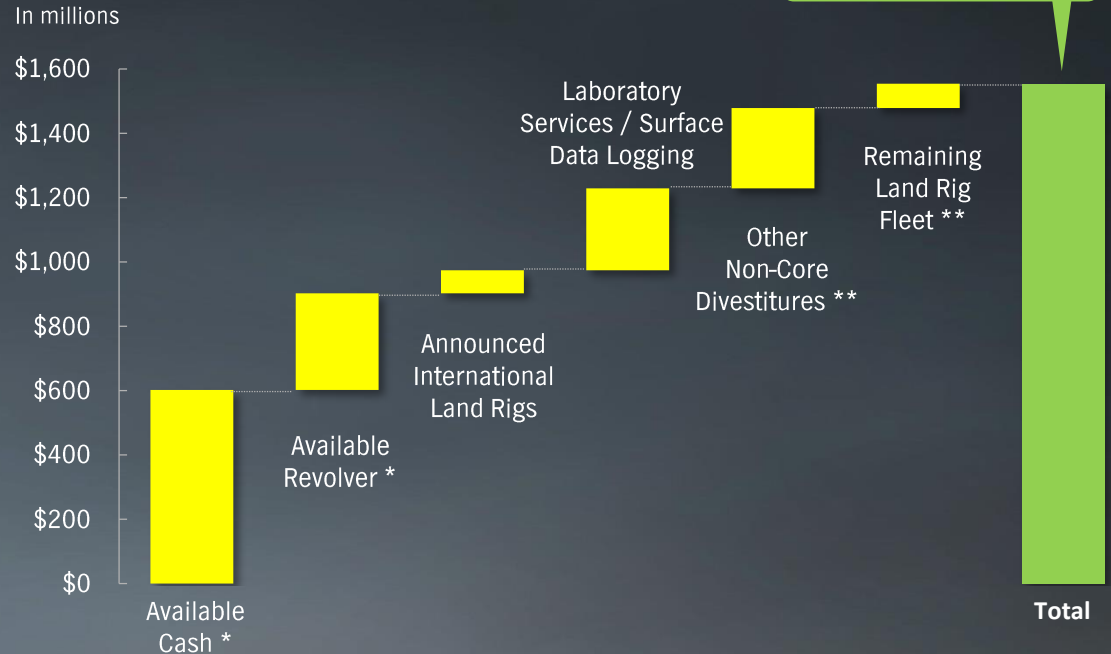 In millions
$1,600
$1,400
$1,200
$1,000
$800
$600
$400
$200
$0
Available
Cash *
Available
Revolver *
Announced
International
Land Rigs
Laboratory
Services / Surface
Data Logging
Other
Non-Core
Divestitures **
Remaining
Land Rig
Fleet **
Total